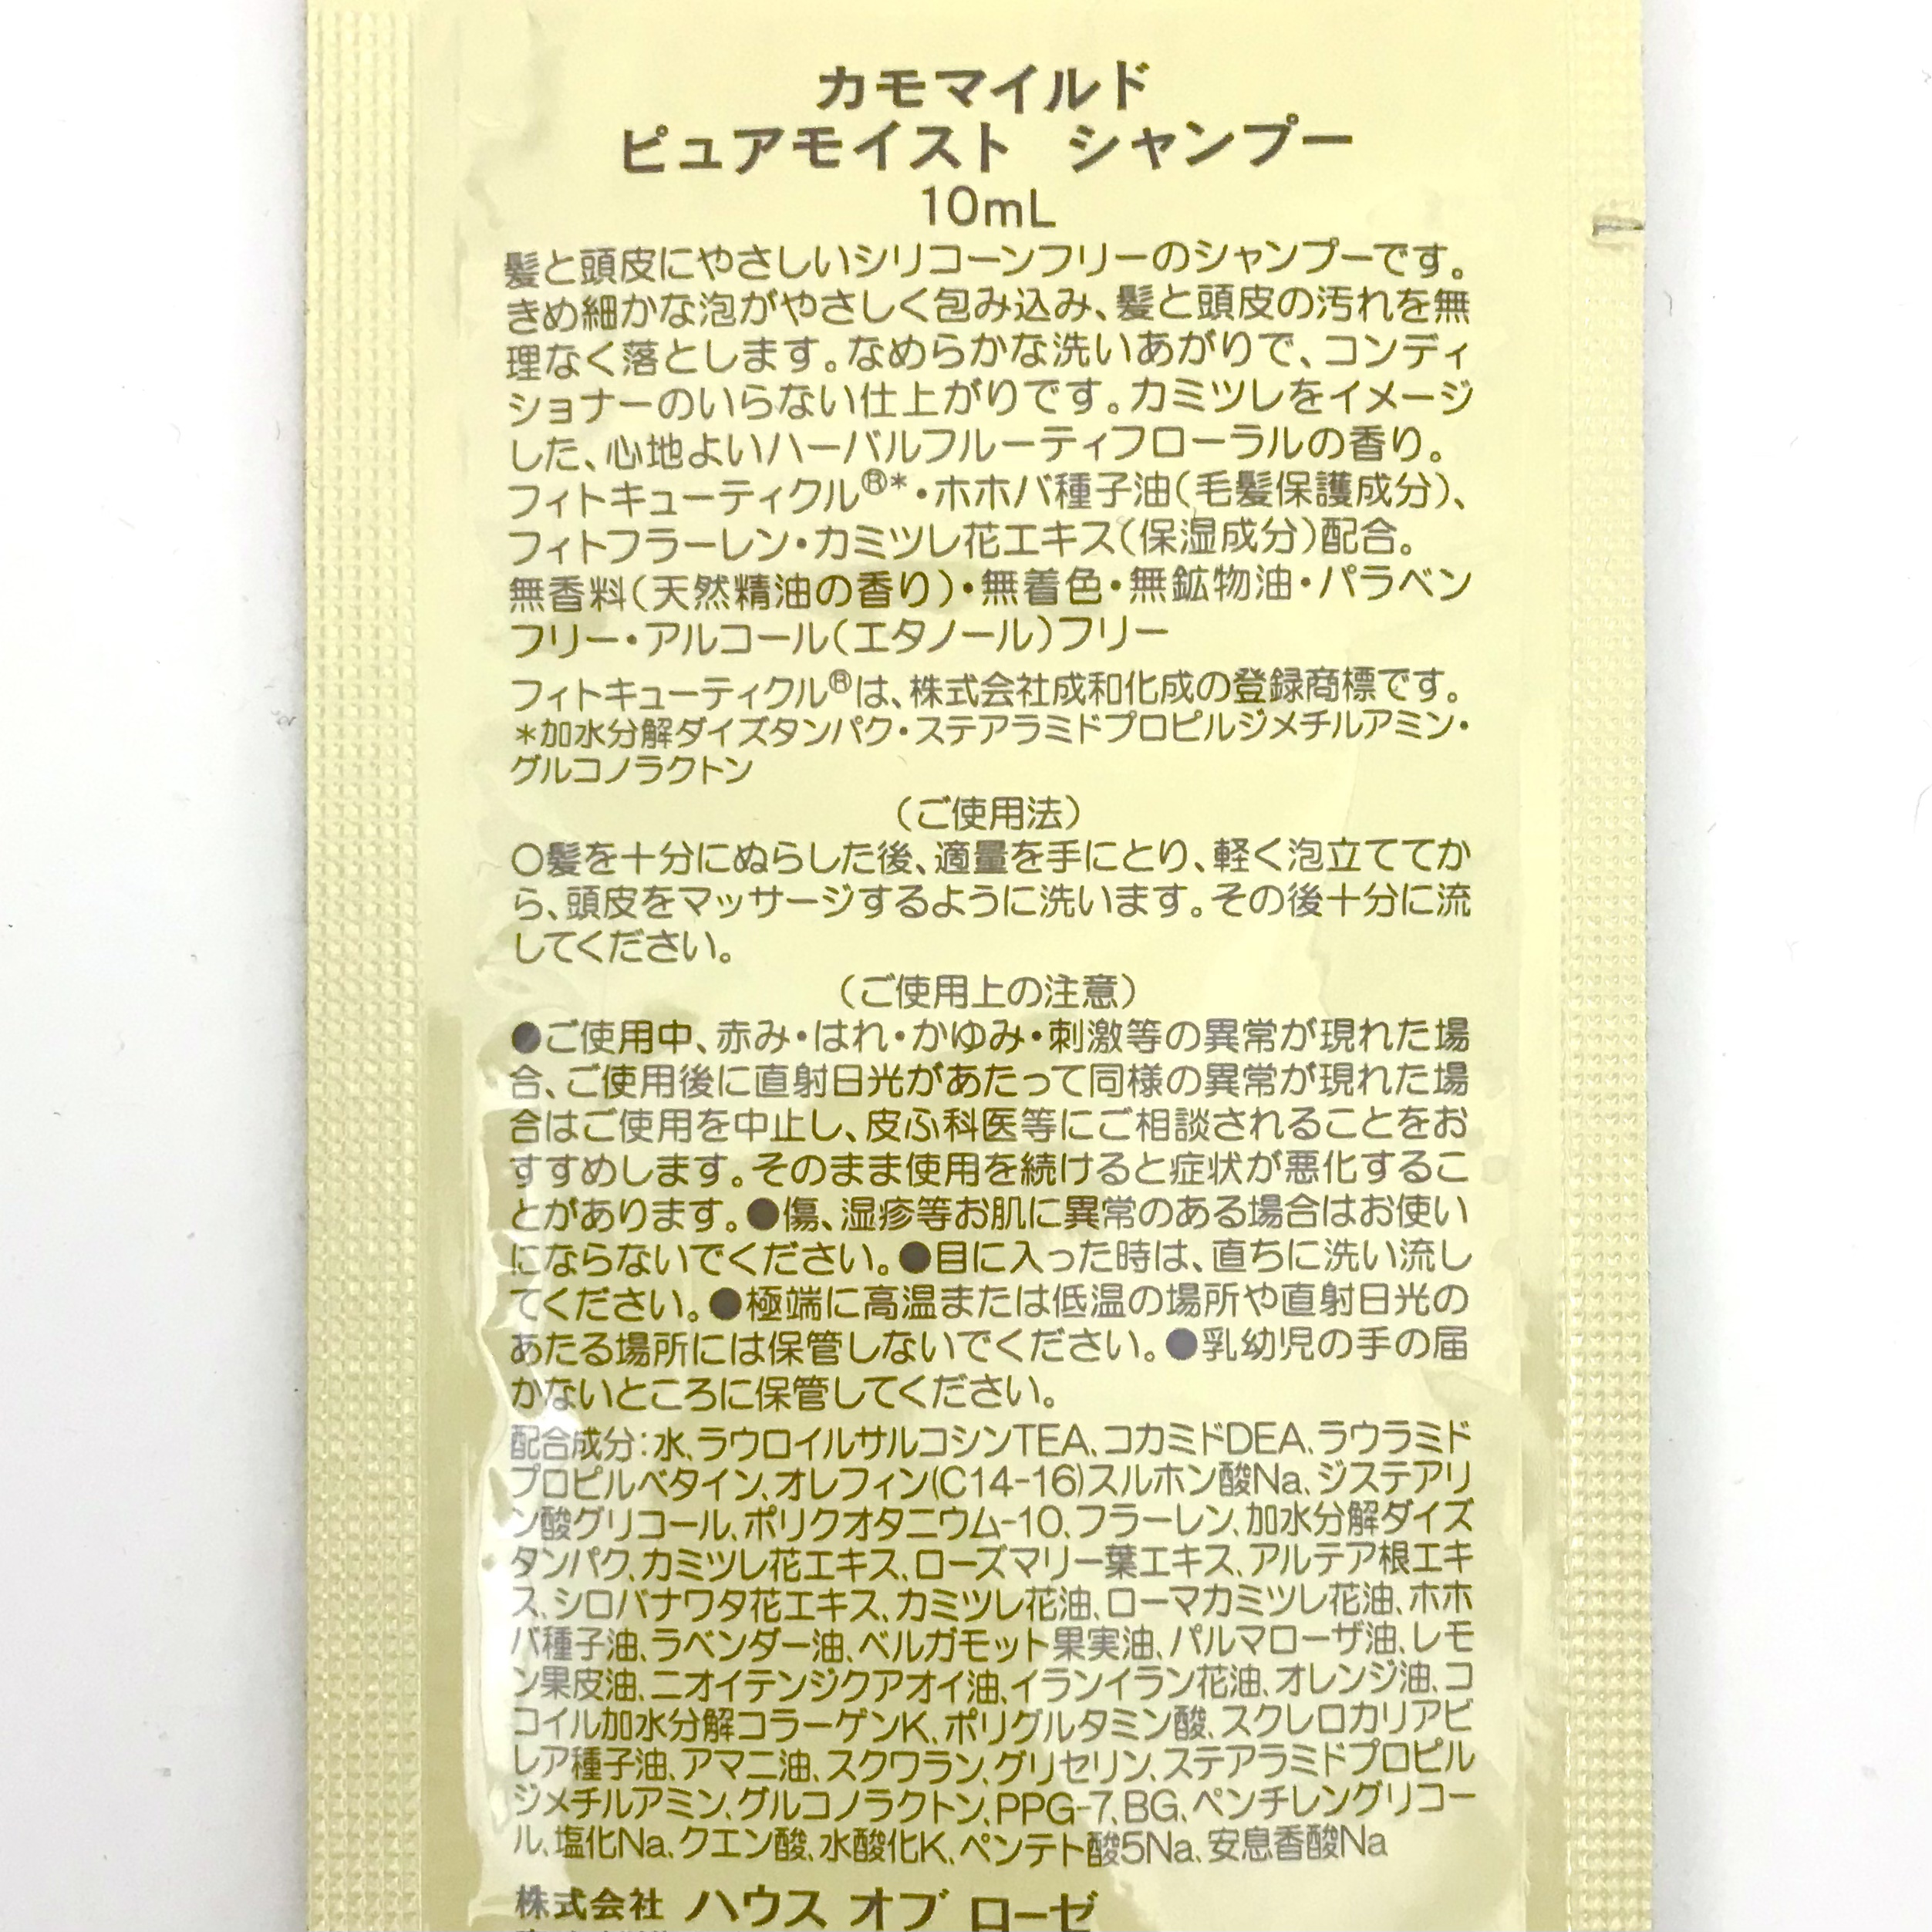 カモマイルド
ピュアモイスト シャンプー
10mL
髪と頭皮にやさしいシリコーンフリーのシャンプーです。
きめ細かな泡がやさしく包み込み、髪と頭皮の汚れを無
理なく落とします。なめらかな洗いあがりで、コンディ
ショナーのいらない仕上がりです。カミツレをイメージ
した、心地よいハーバルフルーティフローラルの香り。
フィトキューティクル®*・ホホバ種子油(毛髪保護成分)、
フィトフラーレン・カミツレ花エキス(保湿成分)配合。
無香料(天然精油の香り)・無着色・無鉱物油・パラベン
フリー・アルコール(エタノール)フリー
フィトキューティクル®は、株式会社成和化成の登録商標です。
*加水分解ダイズタンパク・ステアラミドプロピルジメチルアミン・
グルコノラクトン
(ご使用法)
○髪を十分にぬらした後、適量を手にとり、軽く泡立ててか
ら、頭皮をマッサージするように洗います。その後十分に流
してください。
(ご使用上の注意)
●ご使用中、赤み・はれ・かゆみ・刺激等の異常が現れた場
合、ご使用後に直射日光があたって同様の異常が現れた場
合はご使用を中止し、皮ふ科医等にご相談されることをお
すすめします。そのまま使用を続けると症状が悪化するこ
とがあります。●傷、湿疹等お肌に異常のある場合はお使い
にならないでください。●目に入った時は、直ちに洗い流し
てください。●極端に高温または低温の場所や直射日光の
あたる場所には保管しないでください。●乳幼児の手の届
かないところに保管してください。
配合成分:水、ラウロイルサルコシンTEA、コカミドDEA、ラウラミド
プロピルベタイン、オレフィン(C14-16)スルホン酸Na、ジステアリ
ン酸グリコール、ポリクオタニウム-10、フラーレン、加水分解ダイズ
タンパク、カミツレ花エキス、ローズマリー葉エキス、アルテア根エキ
ス、シロバナワタ花エキス、カミツレ花油、ローマカミツレ花油、ホホ
バ種子油、ラベンダー油、ベルガモット果実油、パルマローザ油、レモ
ン果皮油、ニオイテンジクアオイ油、イランイラン花油、オレンジ油、コ
コイル加水分解コラーゲンK、ポリグルタミン酸、スクレロカリアビ
レア種子油、アマニ油、スクワラン、グリセリン、ステアラミドプロピル
ジメチルアミン、グルコノラクトン、PPG-7、BG、ペンチレングリコー
ル、塩化Na、クエン酸、水酸化K、ペンテト酸5Na、安息香酸Na
株式会社 ハウス オブ ローゼ